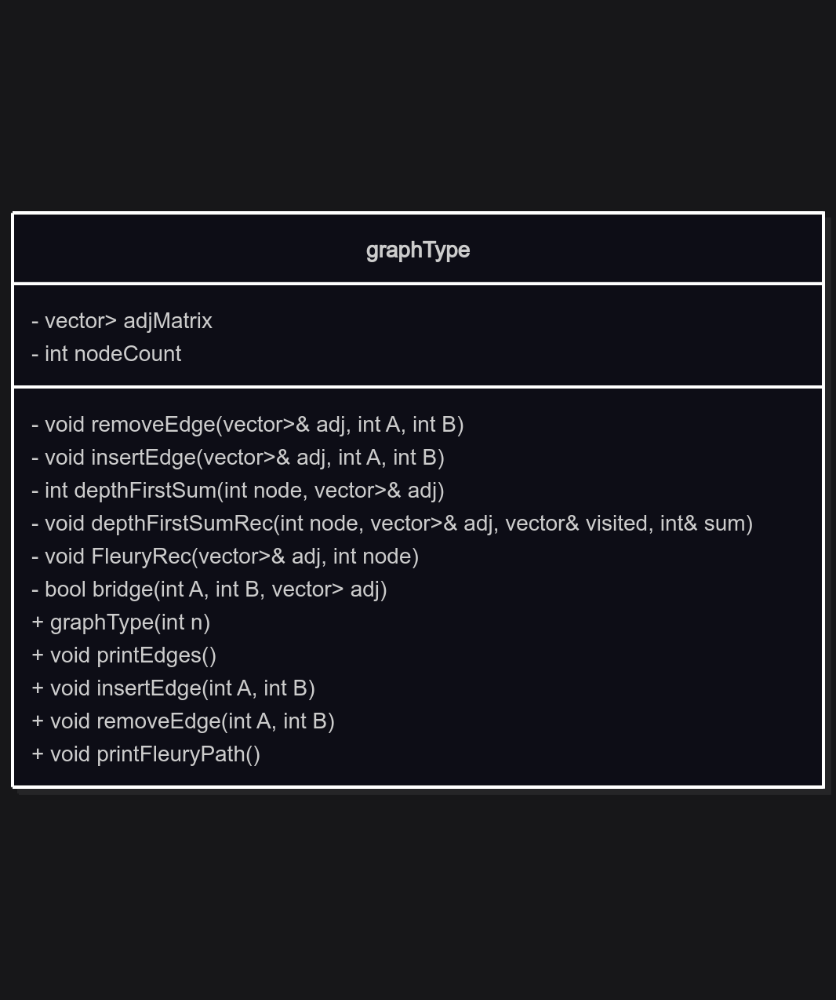 graphType
- vector> adjMatrix
- int nodeCount
- void removeEdge(vector>& adj, int A, int B)
- void insertEdge(vector>& adj, int A, int B)
- int depthFirstSum(int node, vector>& adj)
- void depthFirstSumRec(int node, vector>& adj, vector& visited, int& sum)
- void FleuryRec(vector>& adj, int node)
- bool bridge(int A, int B, vector> adj)
+ graphType(int n)
+ void printEdges()
+ void insertEdge(int A, int B)
+ void removeEdge(int A, int B)
+ void printFleuryPath()